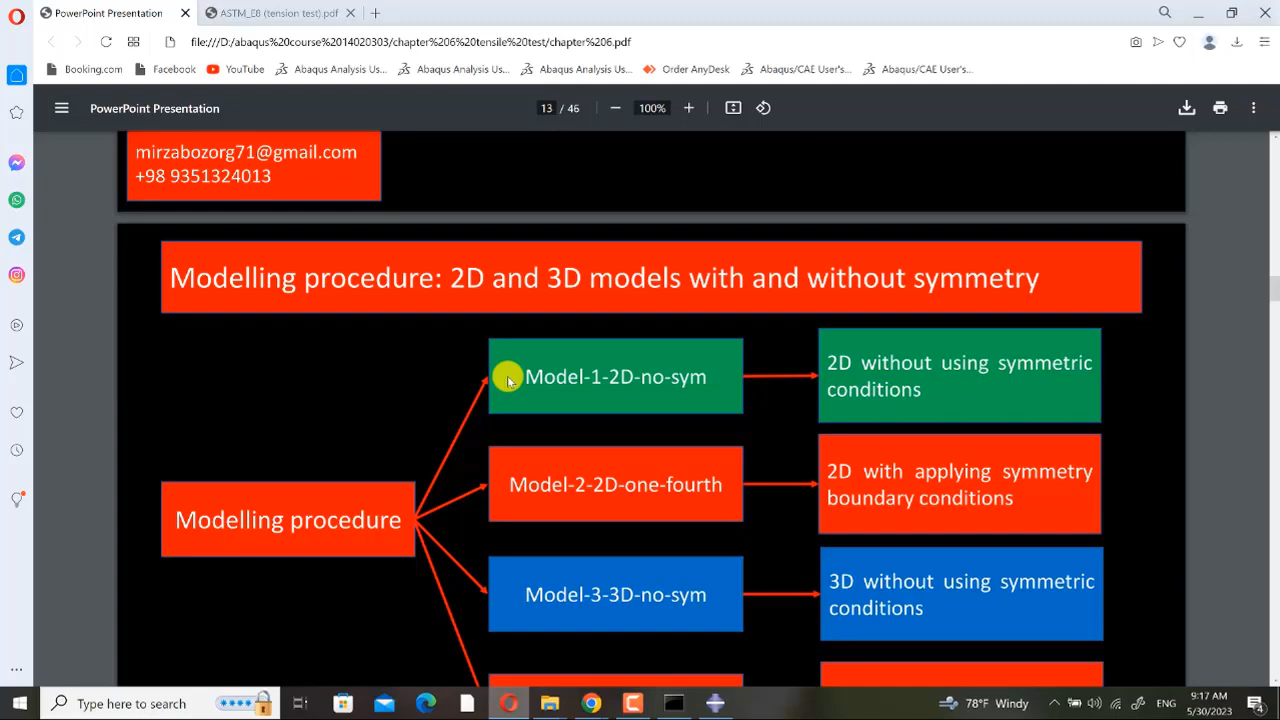 PowerPoint Presentation
ASTM_E8 (tension test).pdf
file:///D:/abaqus%20course%2014020303/chapter%206%20tensile%20test/chapter%206.pdf
Booking.com
Facebook
YouTube
Abaqus Analysis Us...
Abaqus Analysis Us...
Abaqus Analysis Us...
Order AnyDesk
Abaqus/CAE User's...
Abaqus/CAE User's...
PowerPoint Presentation
13 / 46
100%
mirzabozorg71@gmail.com
+98 9351324013
Modelling procedure: 2D and 3D models with and without symmetry
Modelling procedure
Model-1-2D-no-sym
2D without using symmetric
conditions
Model-2-2D-one-fourth
2D with applying symmetry
boundary conditions
Model-3-3D-no-sym
3D without using symmetric
conditions
Type here to search
78°F Windy
ENG
9:17 AM
5/30/2023
4